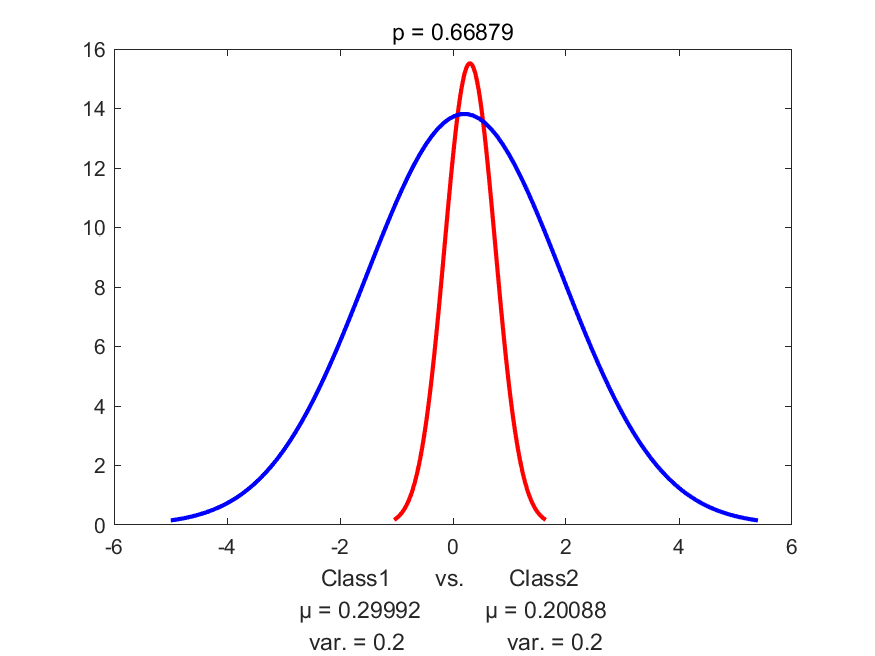 p = 0.66879
16
14
12
10
8
6
4
2
0
-6 -4 -2 0 2 4 6
Class1 vs. Class2
μ = 0.29992 μ = 0.20088
var. = 0.2 var. = 0.2